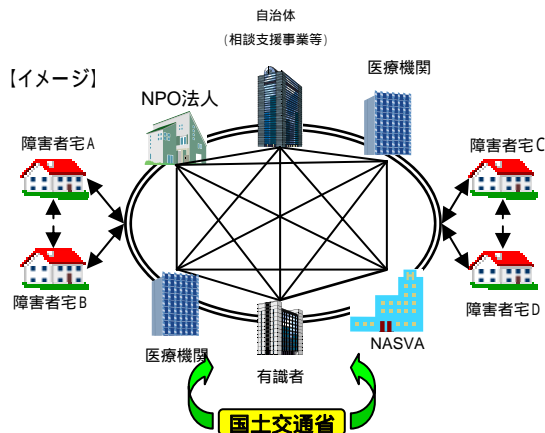 自治体
(相談支援事業等)
医療機関
【イメージ】
NPO法人
障害者宅A
障害者宅C
障害者宅B
障害者宅D
医療機関
有識者
NASVA
国土交通省